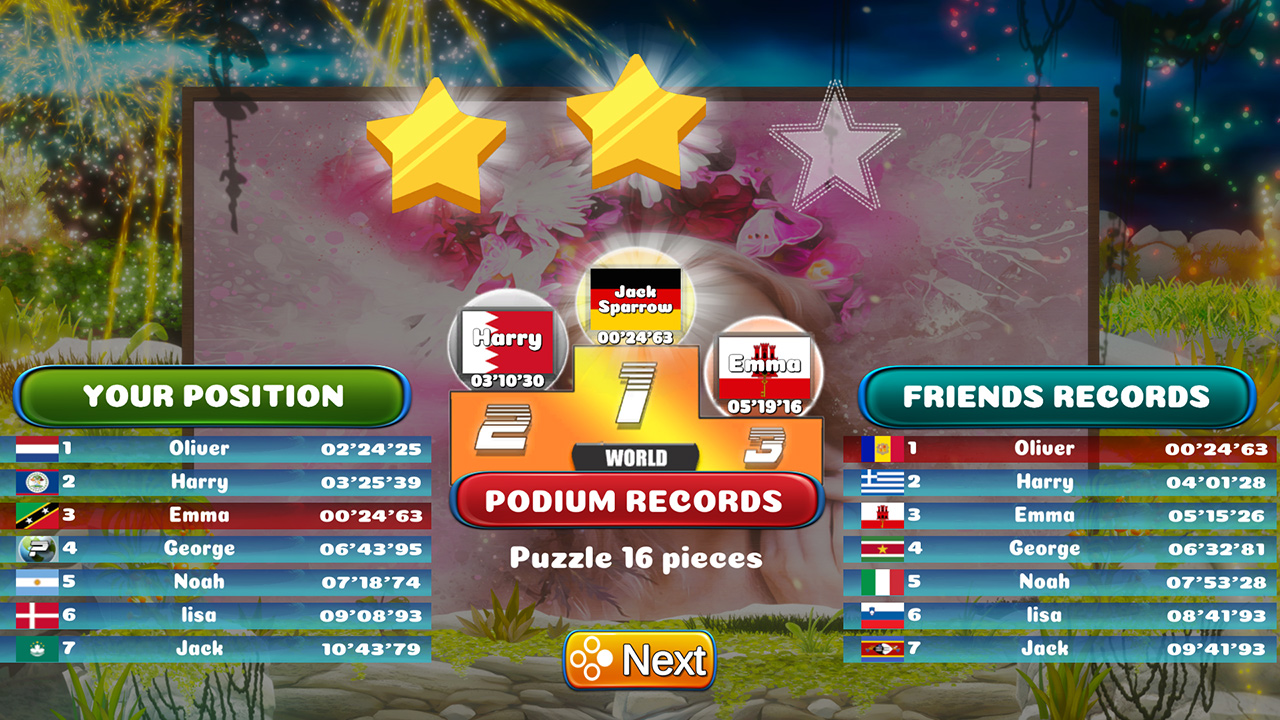 Jack
Sparrow
00'24'63
Harry
03'10'30
Emma
05'19'16
1
2
3
WORLD
PODIUM RECORDS
Puzzle 16 pieces
YOUR POSITION
1 Oliver 02'24'25
2 Harry 03'25'39
3 Emma 00'24'63
4 George 06'43'95
5 Noah 07'18'74
6 lisa 09'08'93
7 Jack 10'43'79
FRIENDS RECORDS
1 Oliver 00'24'63
2 Harry 04'01'28
3 Emma 05'15'26
4 George 06'32'81
5 Noah 07'53'28
6 lisa 08'41'93
7 Jack 09'41'93
Next